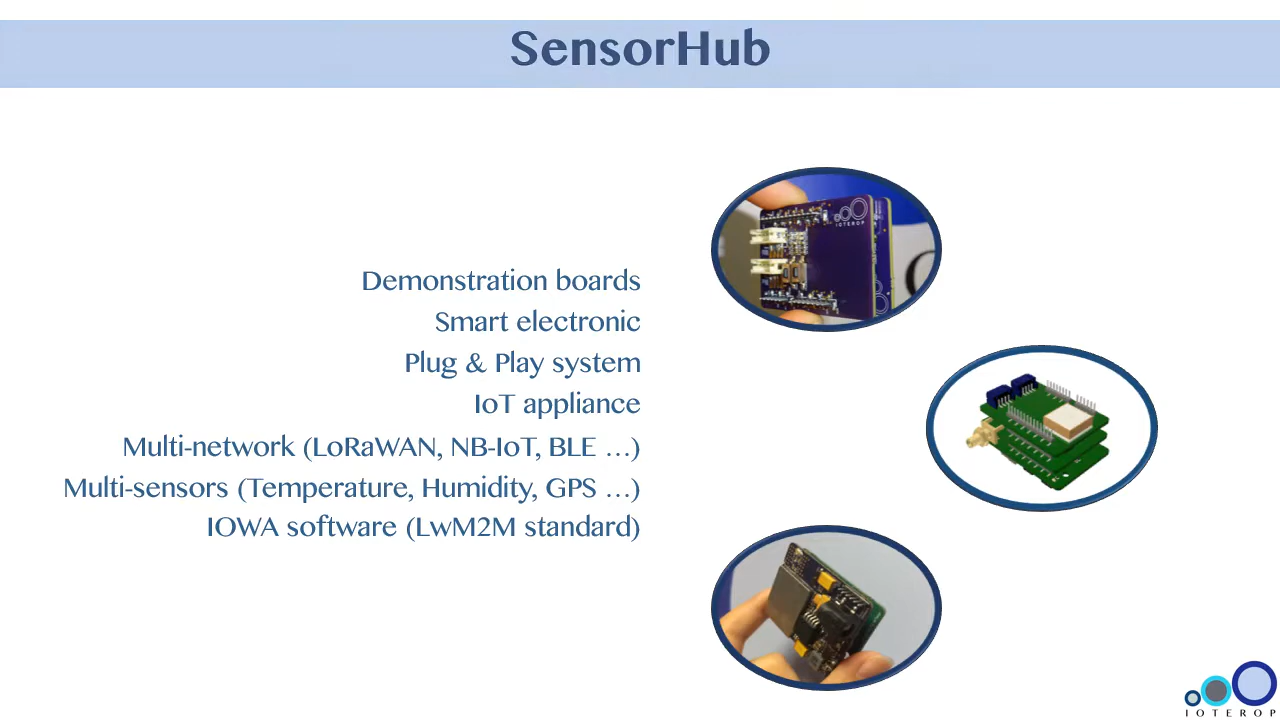 SensorHub
Demonstration boards
Smart electronic
Plug & Play system
IoT appliance
Multi-network (LoRaWAN, NB-IoT, BLE ...)
Multi-sensors (Temperature, Humidity, GPS ...)
IOWA software (LwM2M standard)
IOTEROP
IOTEROP